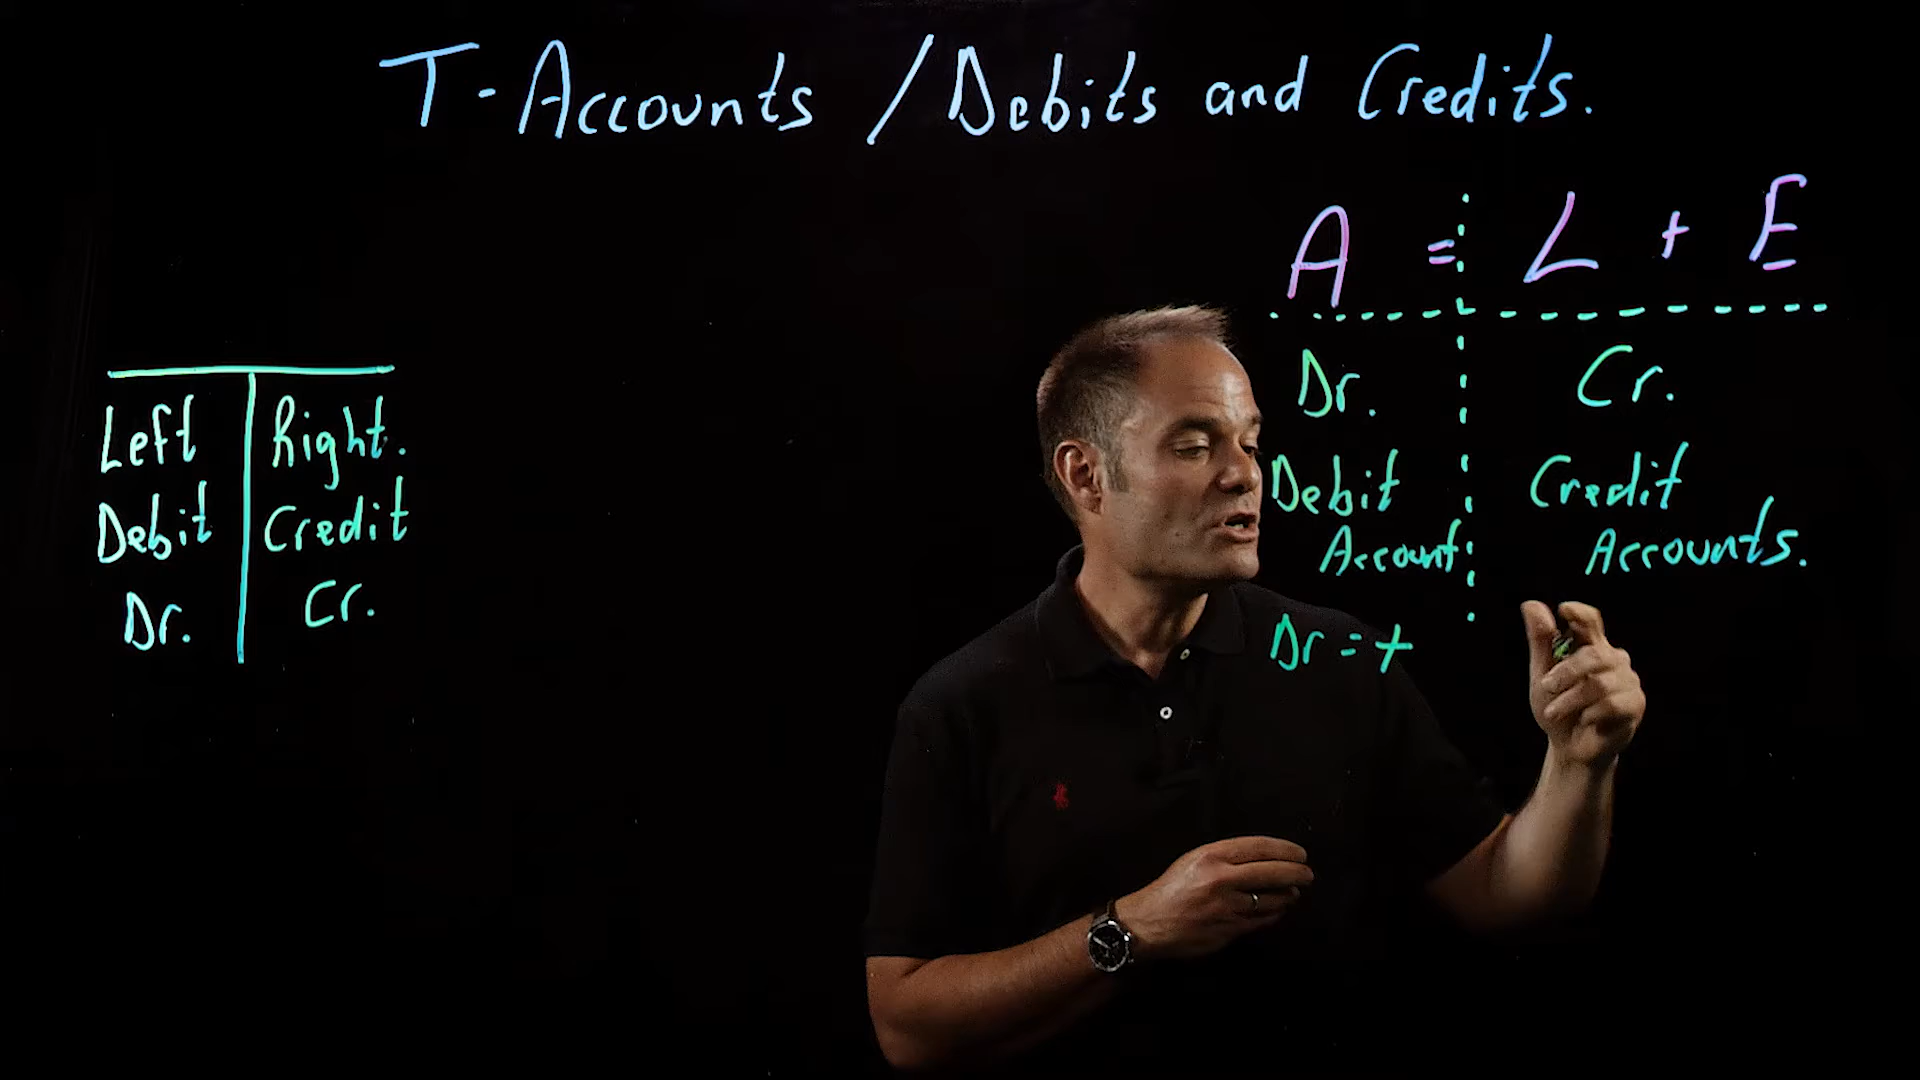 T-Accounts / Debits and Credits.
A = L + E
Left Right.
Debit Credit
Dr. Cr.
Dr. Cr.
Debit Credit
Account Accounts.
Dr = +